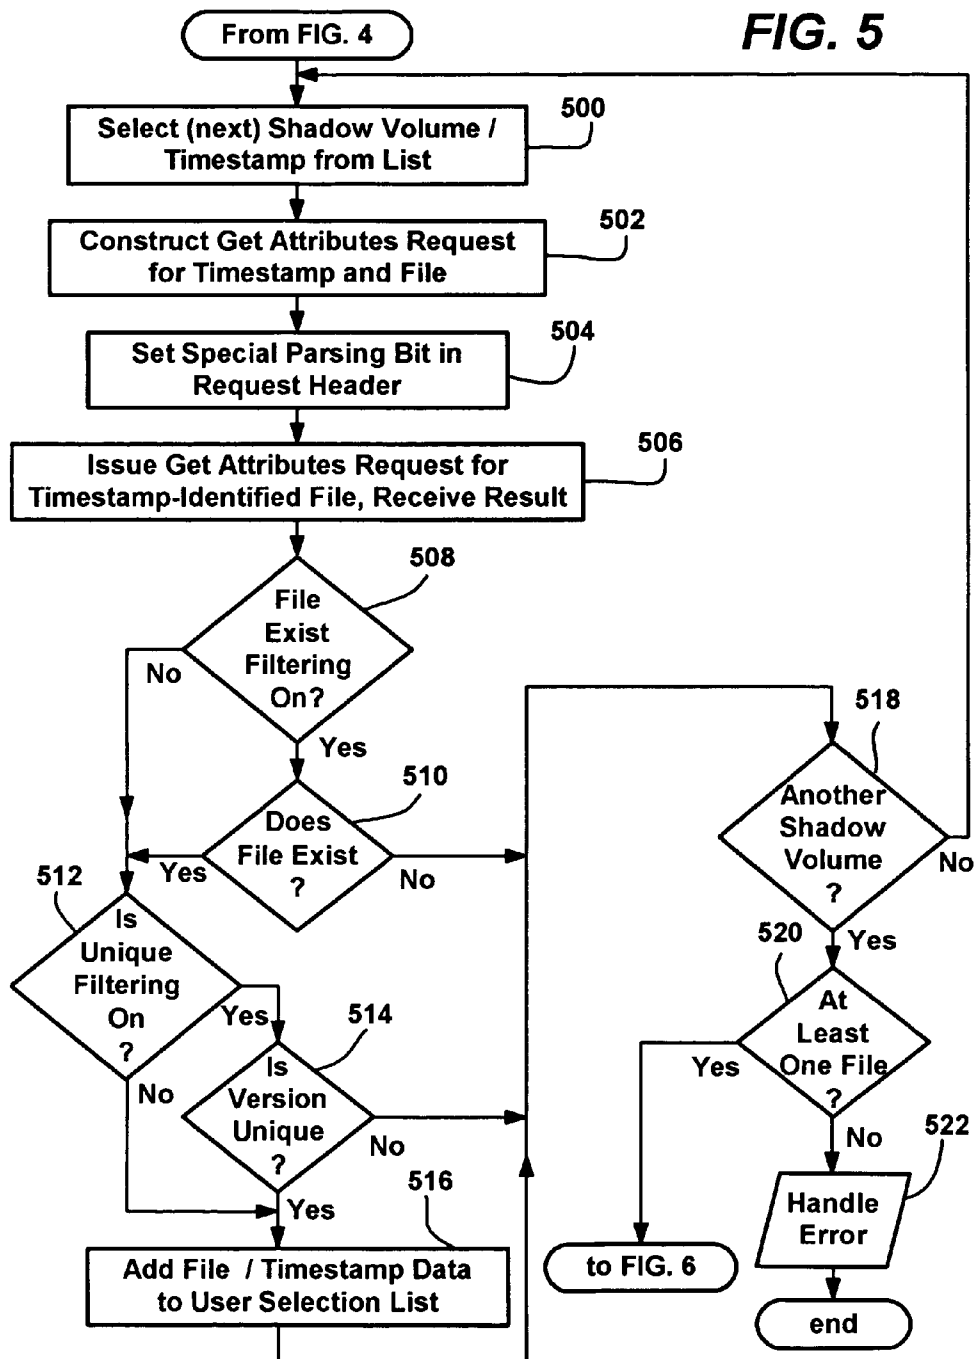 From FIG. 4
FIG. 5
Select (next) Shadow Volume /
Timestamp from List
500
Construct Get Attributes Request
for Timestamp and File
502
Set Special Parsing Bit in
Request Header
504
Issue Get Attributes Request for
Timestamp-Identified File, Receive Result
506
File
Exist
Filtering
On?
508
No
Yes
Does
File Exist
?
510
Yes
No
Is
Unique
Filtering
On
?
512
Yes
No
Is
Version
Unique
?
514
No
Yes
Add File / Timestamp Data
to User Selection List
516
Another
Shadow
Volume
?
518
No
Yes
At
Least
One File
?
520
Yes
No
Handle
Error
522
to FIG. 6
end